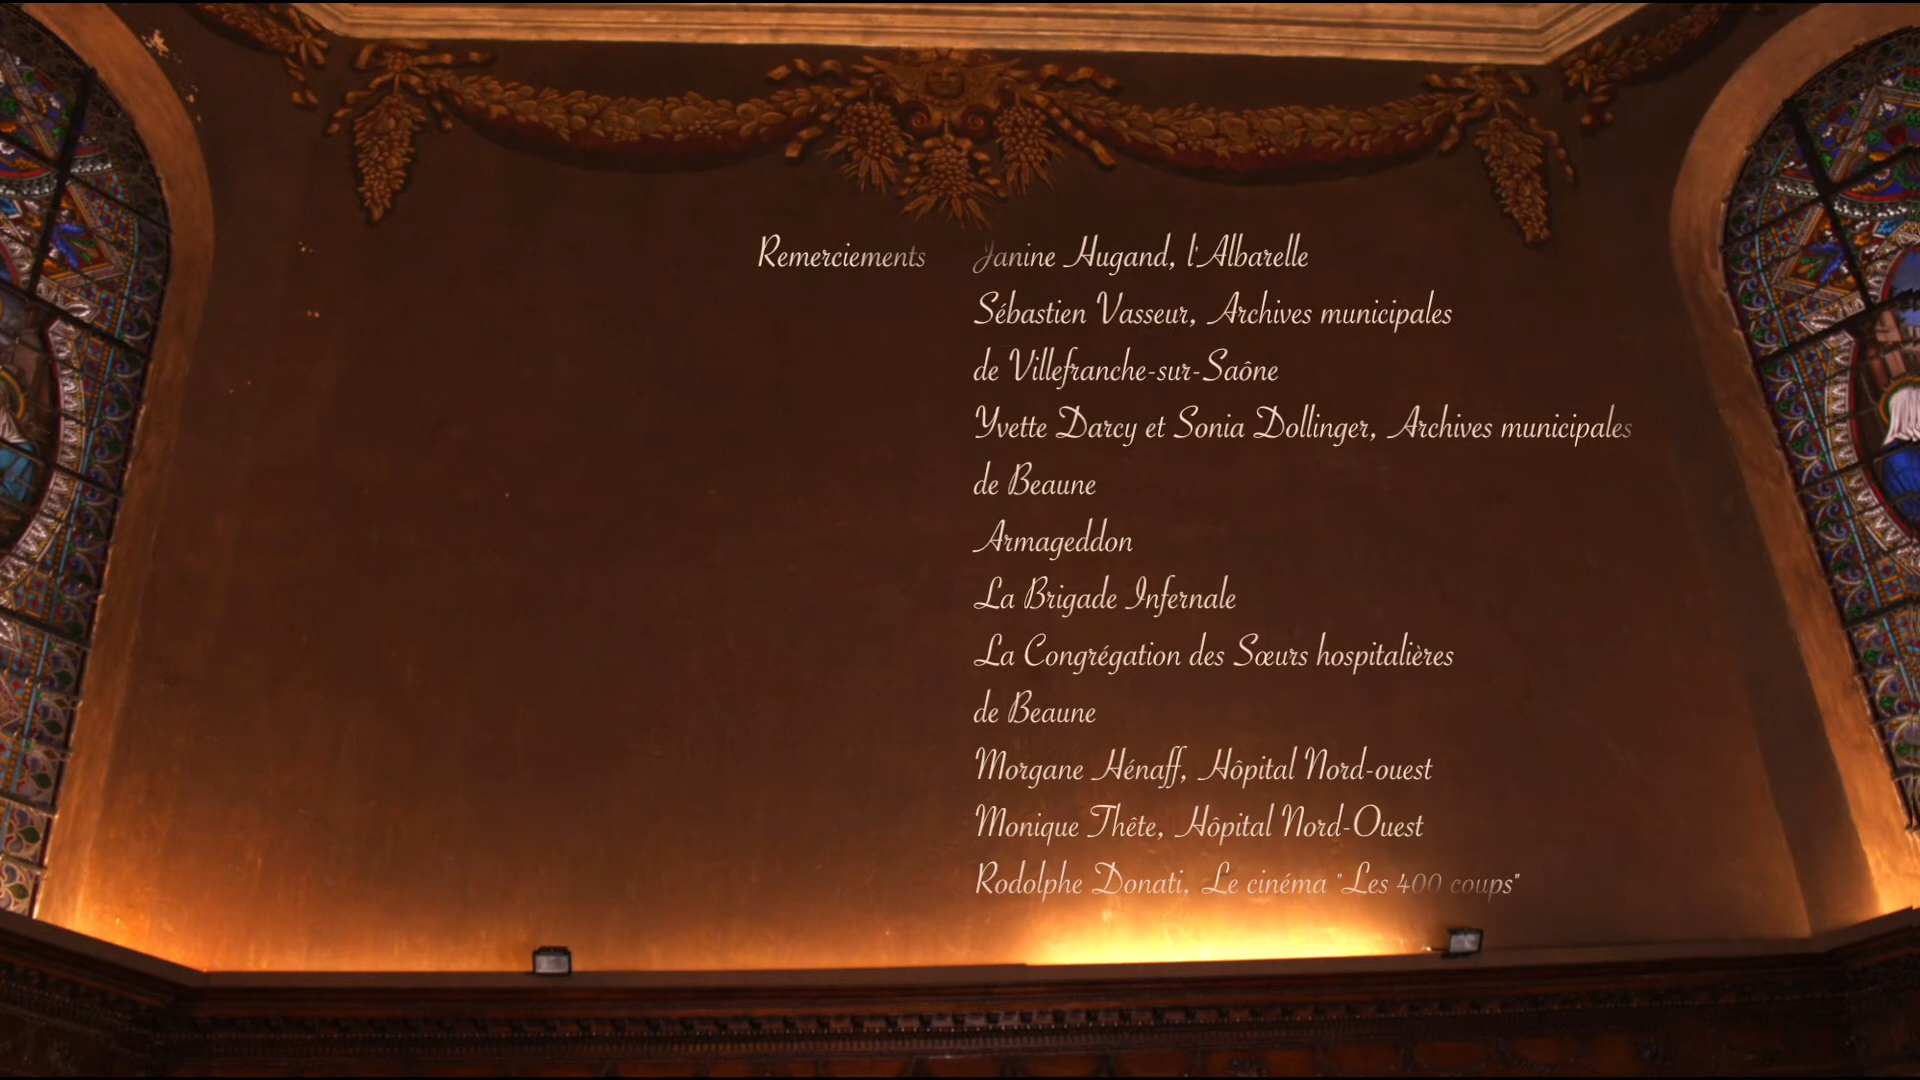 Remerciements Janine Hugand, l'Albarelle
Sébastien Vasseur, Archives municipales
de Villefranche-sur-Saône
Yvette Darcy et Sonia Dollinger, Archives municipales
de Beaune
Armageddon
La Brigade Infernale
La Congrégation des Sœurs hospitalières
de Beaune
Morgane Hénaff, Hôpital Nord-ouest
Monique Thête, Hôpital Nord-Ouest
Rodolphe Donati, Le cinéma "Les 400 coups"